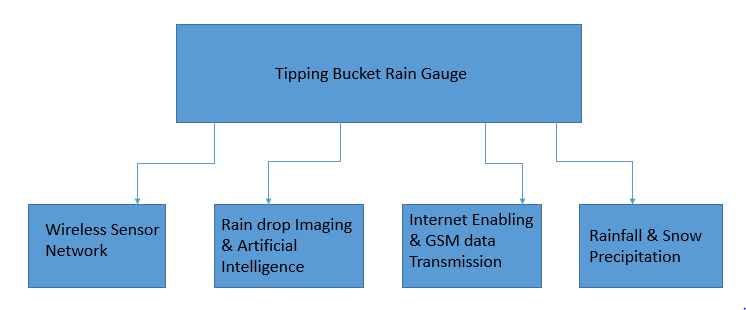 Tipping Bucket Rain Gauge
Wireless Sensor
Network
Rain drop Imaging
& Artificial
Intelligence
Internet Enabling
& GSM data
Transmission
Rainfall & Snow
Precipitation
.